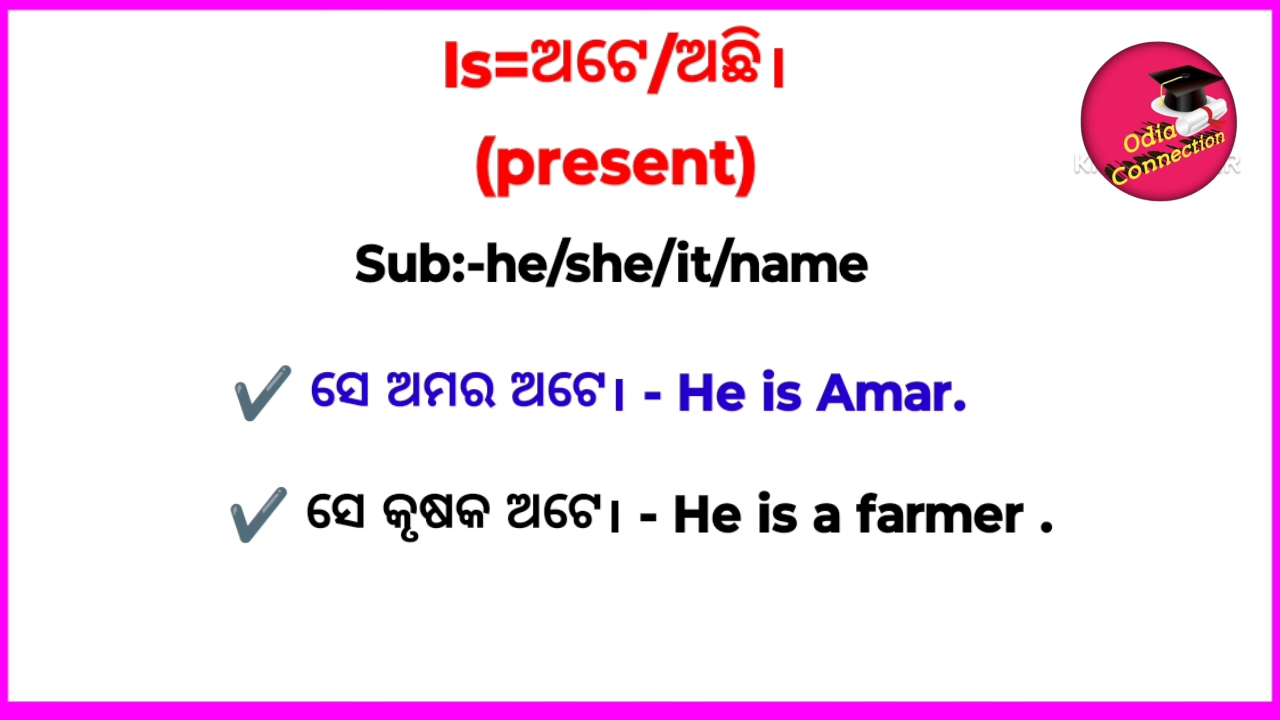 Is=ଅଟେ/ଅଛି।
(present)
Odia
Connection
Sub:-he/she/it/name
✔ ସେ ଅମର ଅଟେ। - He is Amar.
✔ ସେ କୃଷକ ଅଟେ। - He is a farmer .